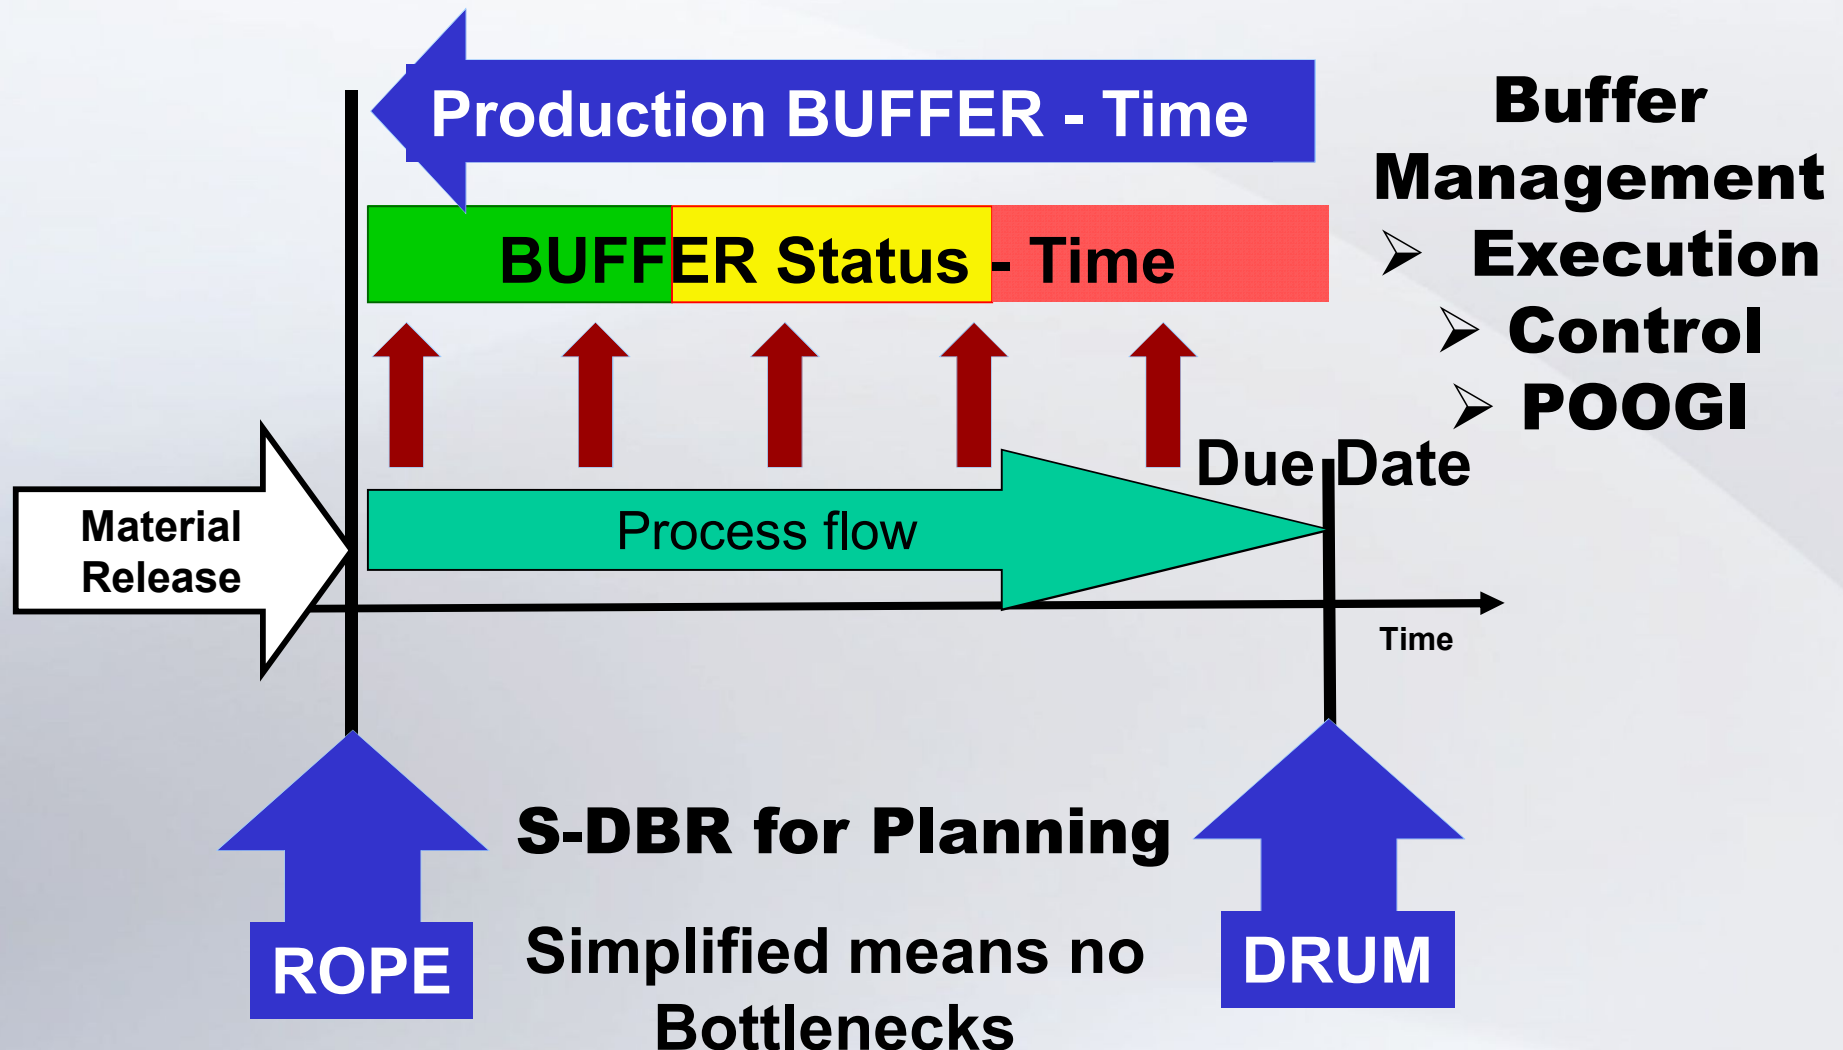 Production BUFFER - Time
BUFFER Status - Time
Buffer
Management
➢ Execution
➢ Control
➢ POOGI
Due Date
Material
Release
Process flow
Time
S-DBR for Planning
Simplified means no
Bottlenecks
ROPE
DRUM